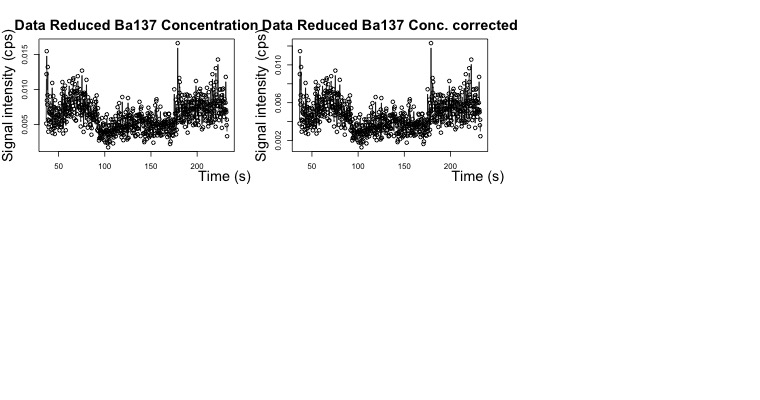 Data Reduced Ba137 Concentration
Signal intensity (cps)
0.005 0.010 0.015
50 100 150 200
Time (s)
Data Reduced Ba137 Conc. corrected
Signal intensity (cps)
0.002 0.006 0.010
50 100 150 200
Time (s)